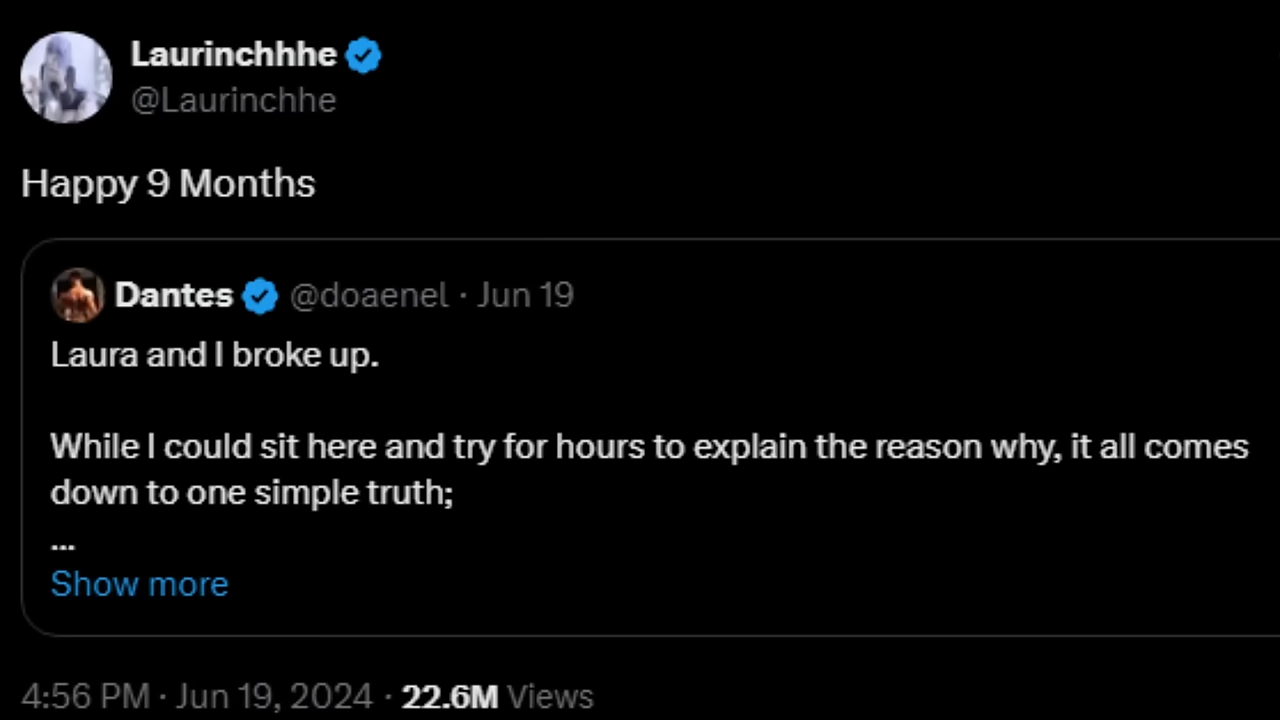 Laurinchhhe
@Laurinchhe
Happy 9 Months
Dantes @doaenel · Jun 19
Laura and I broke up.
While I could sit here and try for hours to explain the reason why, it all comes
down to one simple truth;
...
Show more
4:56 PM · Jun 19, 2024 · 22.6M Views